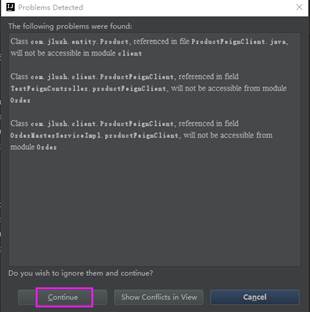 Problems Detected
The following problems were found:
Class com.jlush.entity.Product, referenced in file ProductFeignClient.java,
will not be accessible in module client
Class com.jlush.client.ProductFeignClient, referenced in field
TestFeignController.productFeignClient, will not be accessible from module
Order
Class com.jlush.client.ProductFeignClient, referenced in field
OrderMasterServiceImpl.productFeignClient, will not be accessible from
module Order
Do you wish to ignore them and continue?
Continue
Show Conflicts in View
Cancel